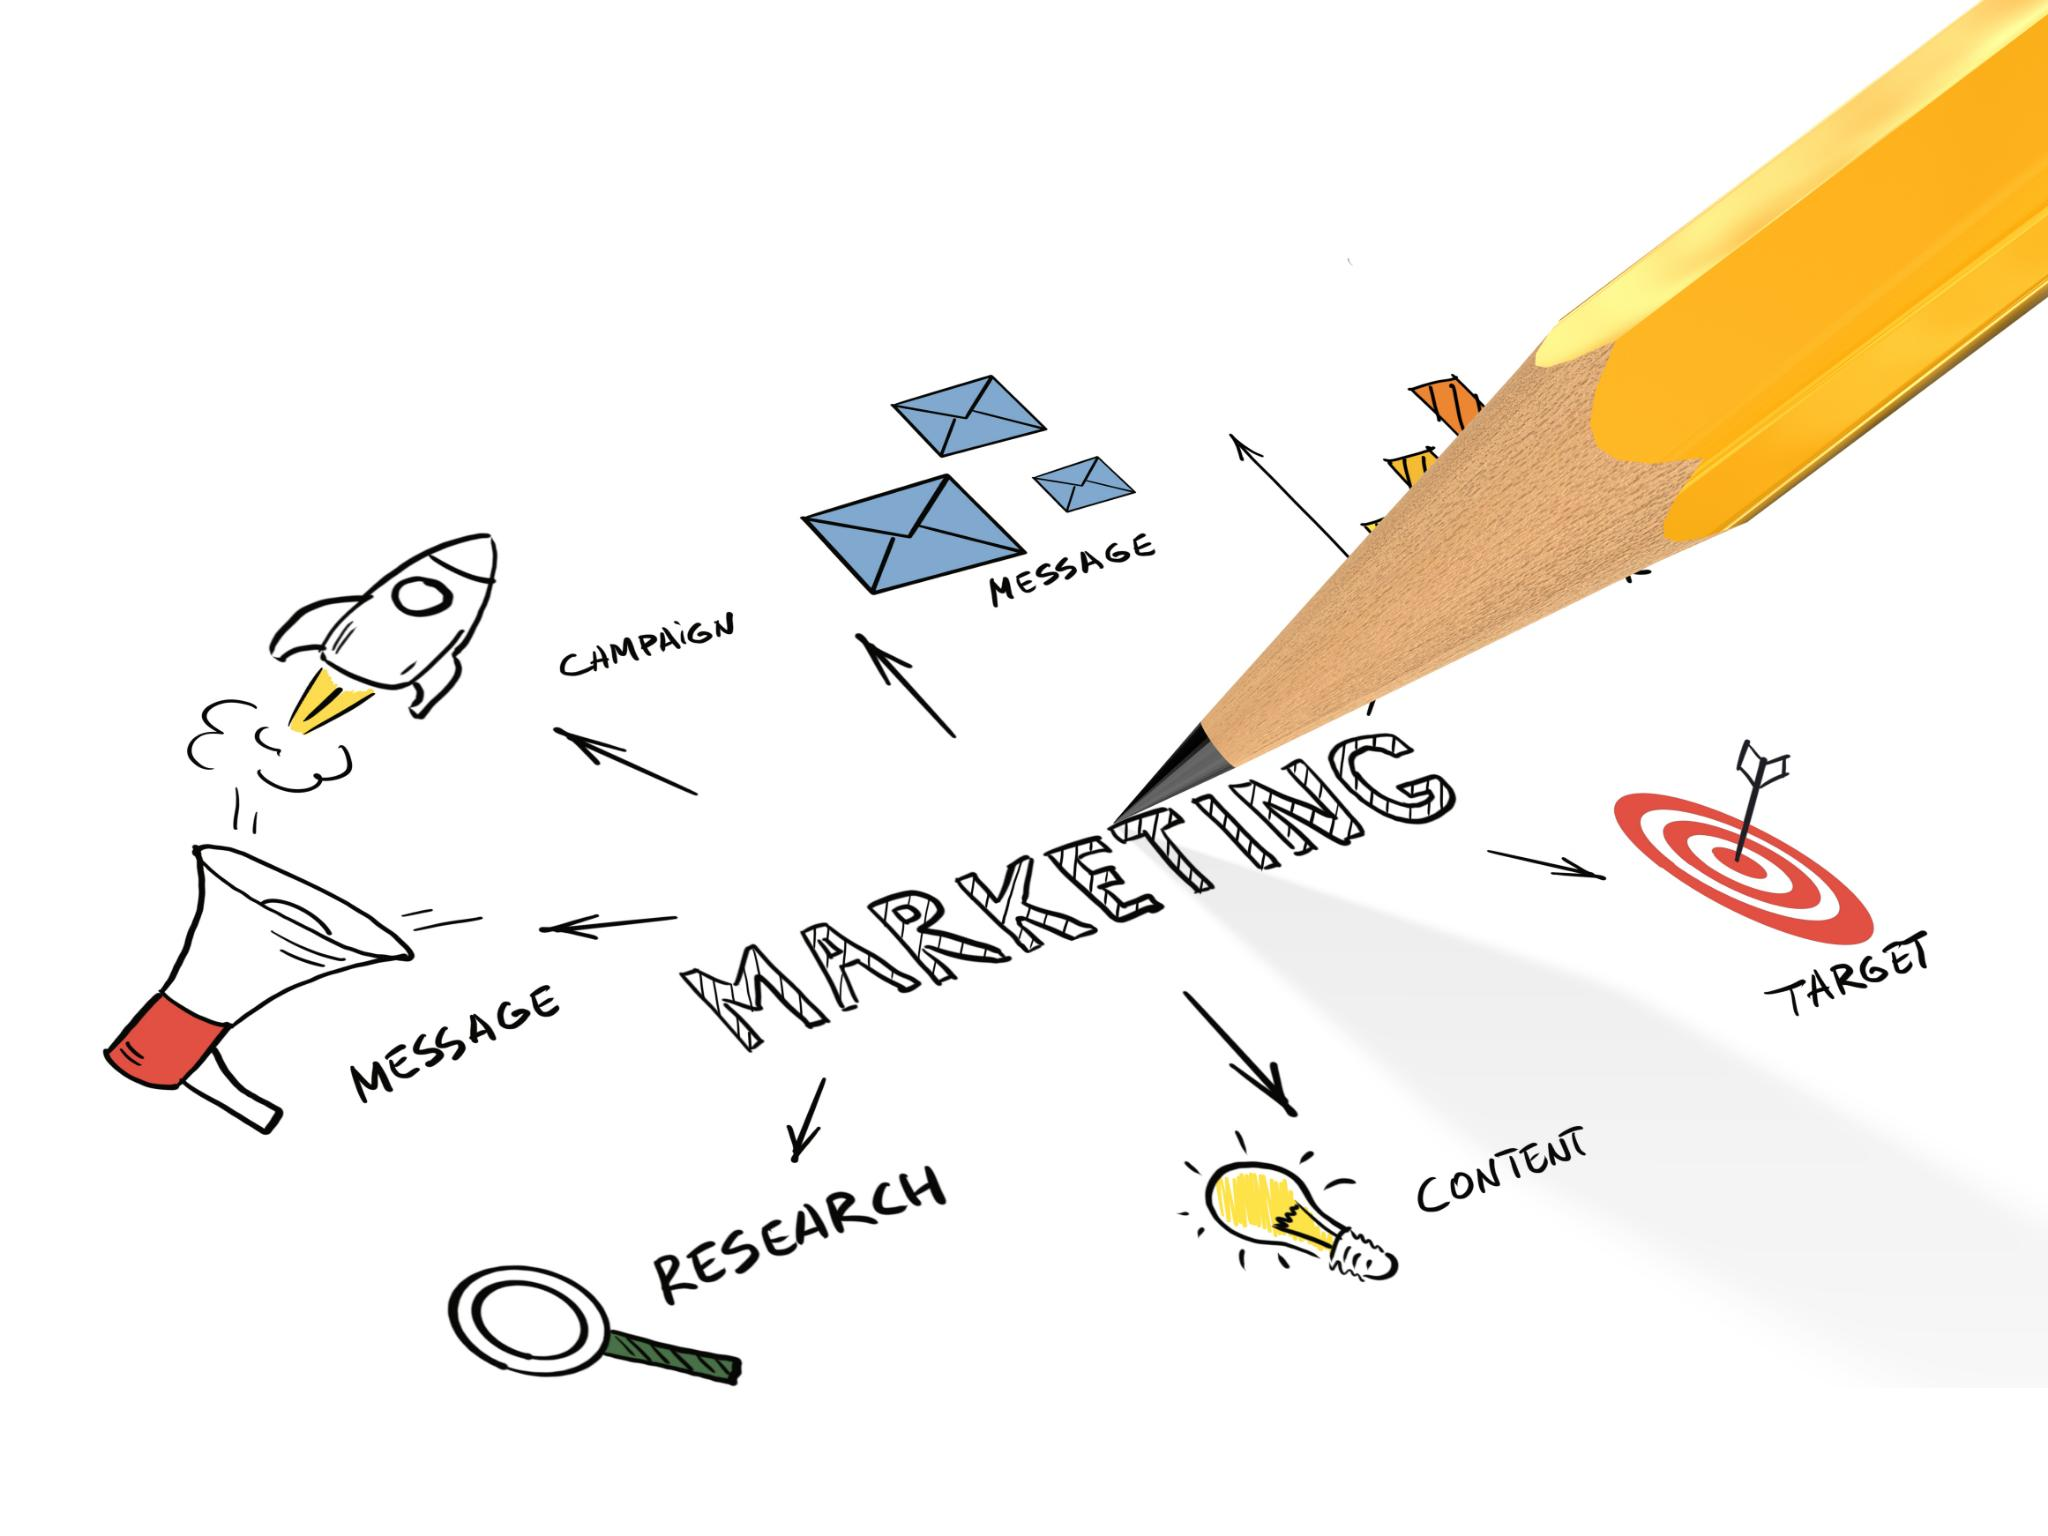 MESSAGE
CAMPAIGN
MARKETING
TARGET
MESSAGE
RESEARCH
CONTENT